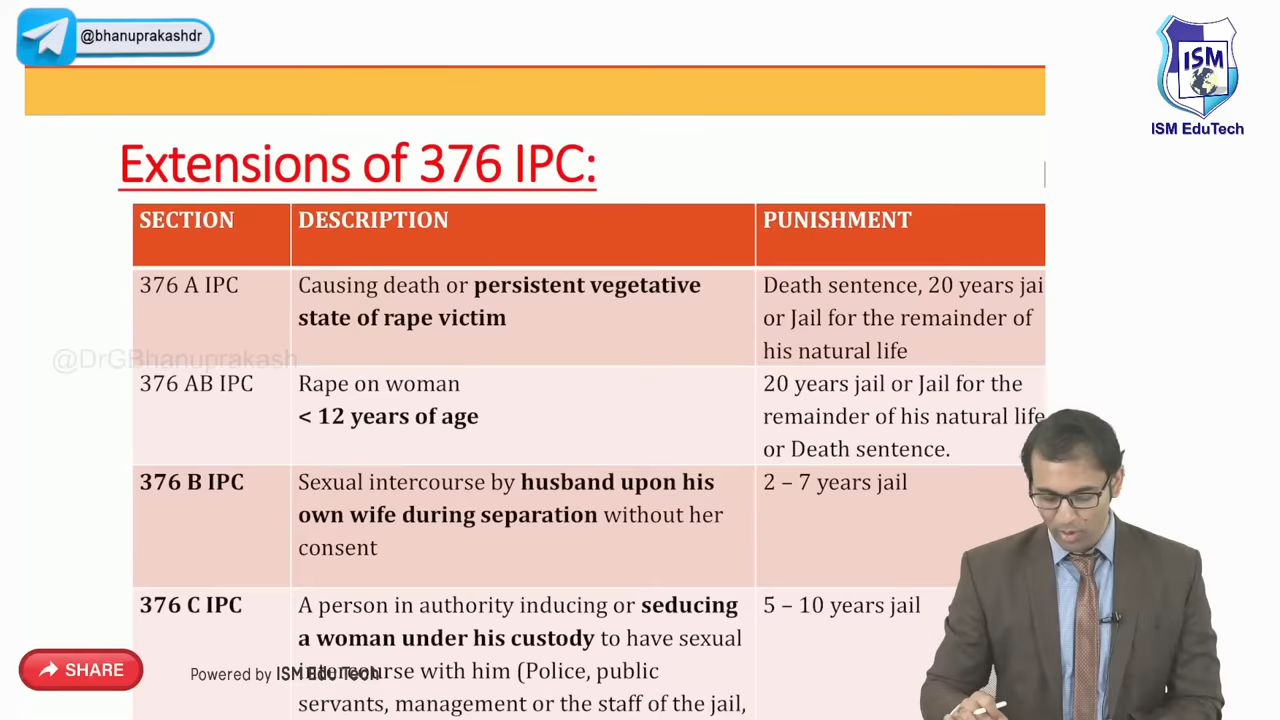 @bhanuprakashdr
ISM
ISM EduTech
Extensions of 376 IPC:
SECTION DESCRIPTION PUNISHMENT
376 A IPC Causing death or persistent vegetative state of rape victim
Death sentence, 20 years jai
or Jail for the remainder of
his natural life
@DrGBhanuprakash
376 AB IPC Rape on woman
< 12 years of age
20 years jail or Jail for the
remainder of his natural life
or Death sentence.
376 B IPC Sexual intercourse by husband upon his
own wife during separation without her
consent
2 – 7 years jail
376 C IPC A person in authority inducing or seducing
a woman under his custody to have sexual
intercourse with him (Police, public
servants, management or the staff of the jail,
5 – 10 years jail
SHARE
Powered by ISM EduTech